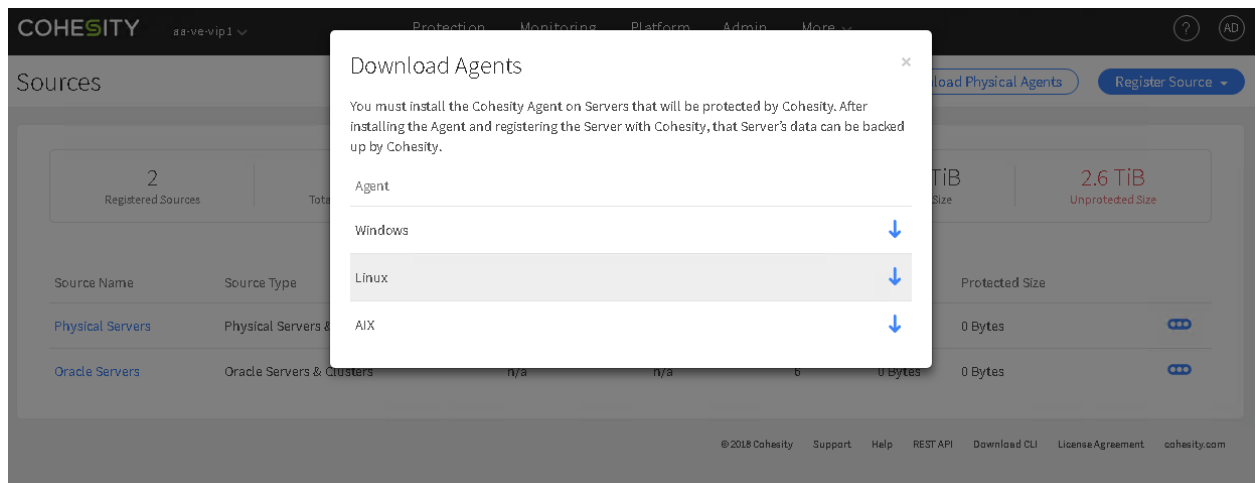 COHESITY aa-ve-vip1 Protection Monitoring Platform Admin More ? AD
Sources
Download Agents ×
load Physical Agents Register Source
You must install the Cohesity Agent on Servers that will be protected by Cohesity. After
installing the Agent and registering the Server with Cohesity, that Server's data can be backed
up by Cohesity.
Agent
2 TiB 2.6 TiB
Registered Sources Tota Size Unprotected Size
Windows
Linux
Source Name Source Type Protected Size
AIX
Physical Servers Physical Servers & 0 Bytes
Oracle Servers Oracle Servers & Clusters n/a n/a 6 0 Bytes 0 Bytes
© 2018 Cohesity Support Help REST API Download CLI License Agreement cohesity.com